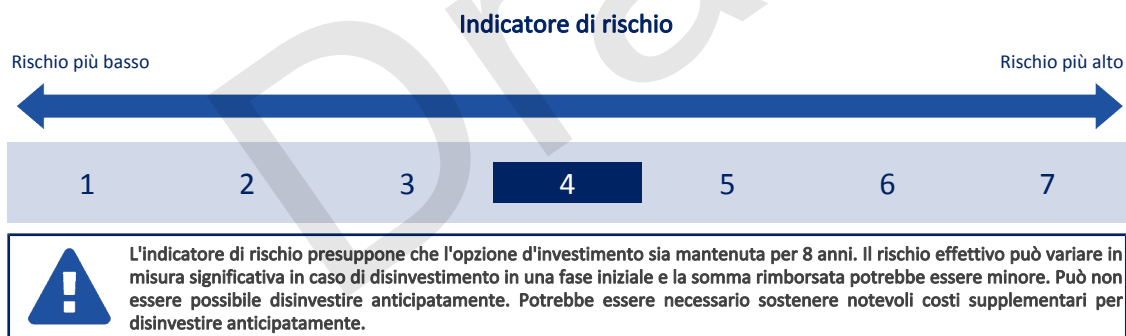 Indicatore di rischio
Rischio più basso
Rischio più alto
1 2 3 4 5 6 7
L'indicatore di rischio presuppone che l'opzione d'investimento sia mantenuta per 8 anni. Il rischio effettivo può variare in
misura significativa in caso di disinvestimento in una fase iniziale e la somma rimborsata potrebbe essere minore. Può non
essere possibile disinvestire anticipatamente. Potrebbe essere necessario sostenere notevoli costi supplementari per
disinvestire anticipatamente.